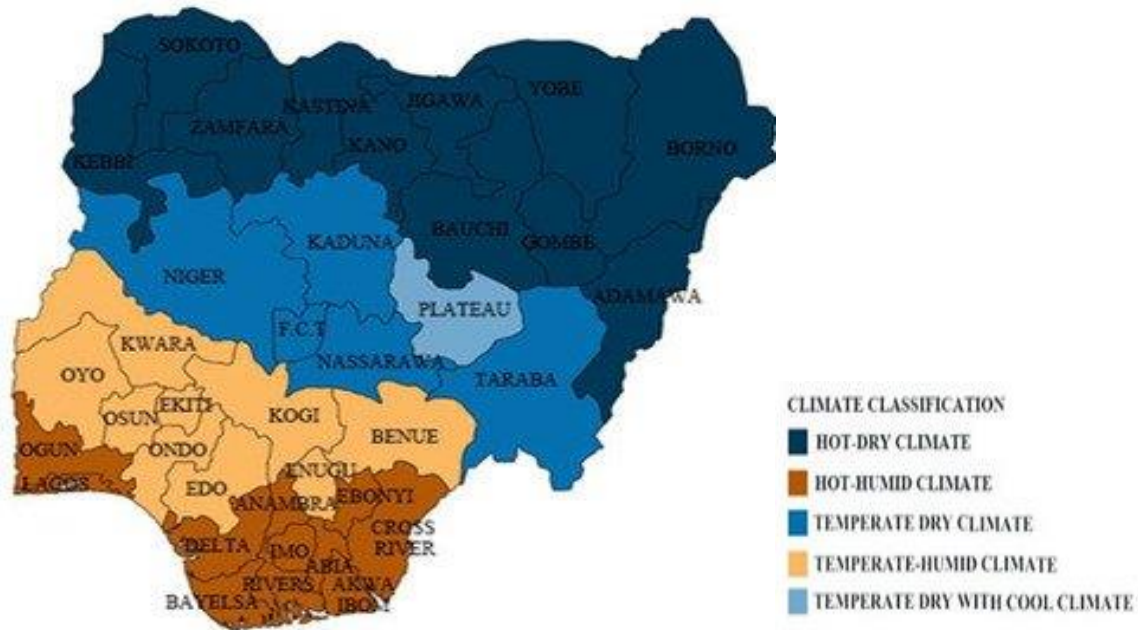 SOKOTO
KASTINA
JIGAWA
YOBE
ZAMFARA
KANO
BORNO
KEBBI
BAUCHI
GOMBE
KADUNA
NIGER
ADAMAWA
PLATEAU
F.C.T
NASSARAWA
TARABA
KWARA
OYO
EKITI
OSUN
KOGI
BENUE
ONDO
OGUN
ENUGU
LAGOS
EDO
ANAMBRA
EBONYI
CROSS
RIVER
DELTA
IMO
ABIA
RIVERS
AKWA
IBOM
BAYELSA
CLIMATE CLASSIFICATION
HOT-DRY CLIMATE
HOT-HUMID CLIMATE
TEMPERATE DRY CLIMATE
TEMPERATE-HUMID CLIMATE
TEMPERATE DRY WITH COOL CLIMATE